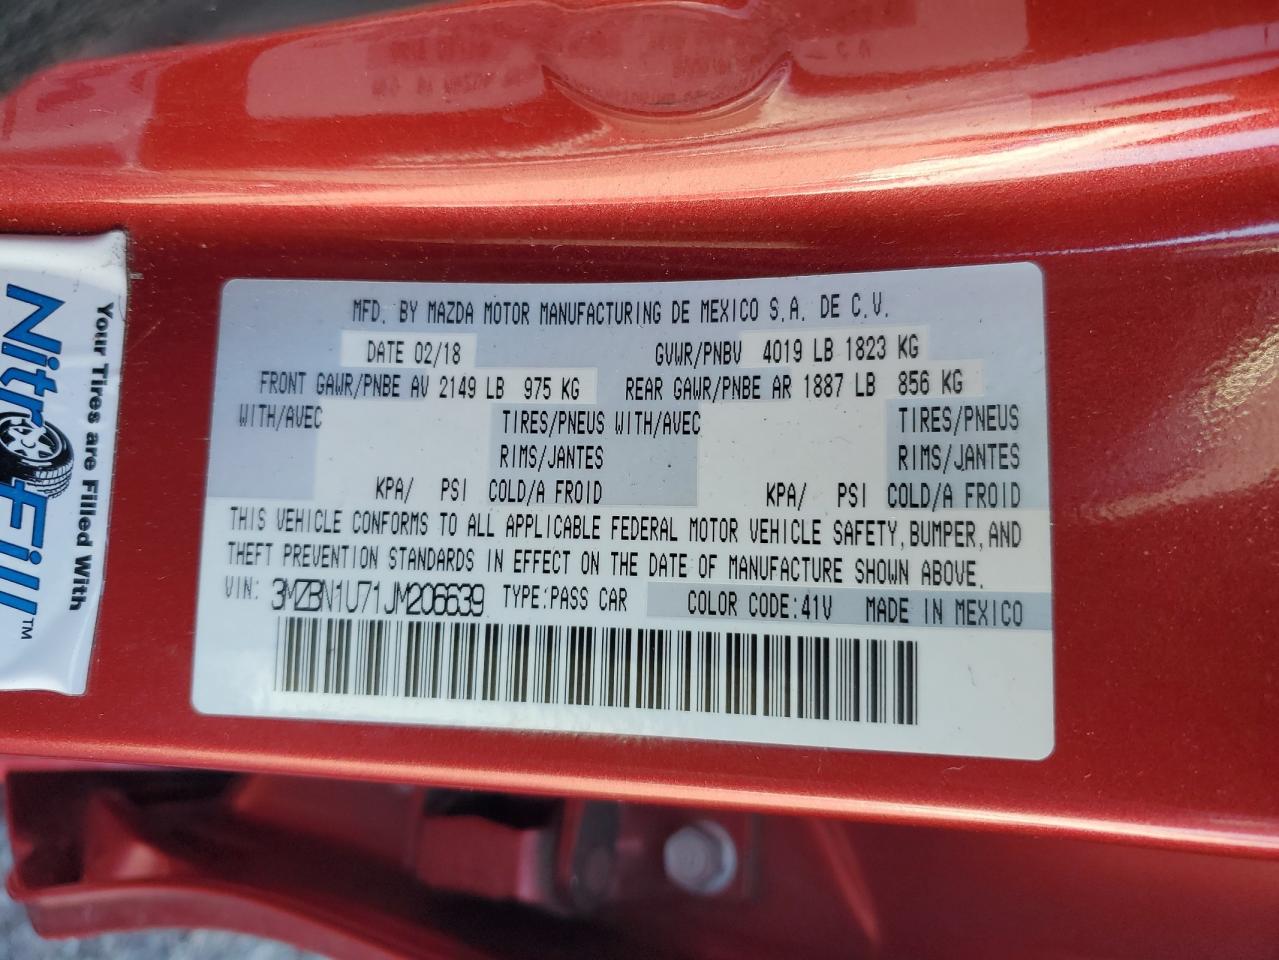 MFD. BY MAZDA MOTOR MANUFACTURING DE MEXICO S.A. DE C.V.
DATE 02/18 GVWR/PNBV 4019 LB 1823 KG
FRONT GAWR/PNBE AV 2149 LB 975 KG REAR GAWR/PNBE AR 1887 LB 856 KG
WITH/AVEC TIRES/PNEUS WITH/AVEC TIRES/PNEUS
RIMS/JANTES RIMS/JANTES
KPA/ PSI COLD/A FROID KPA/ PSI COLD/A FROID
THIS VEHICLE CONFORMS TO ALL APPLICABLE FEDERAL MOTOR VEHICLE SAFETY, BUMPER, AND
THEFT PREVENTION STANDARDS IN EFFECT ON THE DATE OF MANUFACTURE SHOWN ABOVE.
VIN: 3MZBN1U71JM206639 TYPE:PASS CAR COLOR CODE:41V MADE IN MEXICO
Your Tires are Filled With
NitroFill™